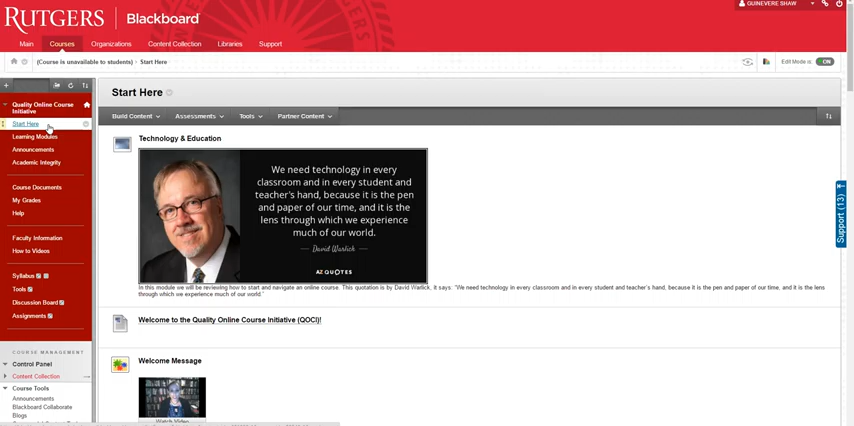 RUTGERS Blackboard
GUINEVERE SHAW
Main Courses Organizations Content Collection Libraries Support
(Course is unavailable to students) Start Here
Edit Mode is: ON
Quality Online Course
Initiative
Start Here
Learning Modules
Announcements
Academic Integrity
Course Documents
My Grades
Help
Faculty Information
How to Videos
Syllabus
Tools
Discussion Board
Assignments
COURSE MANAGEMENT
Control Panel
Content Collection
Course Tools
Announcements
Blackboard Collaborate
Blogs
Start Here
Build Content Assessments Tools Partner Content
Technology & Education
We need technology in every
classroom and in every student and
teacher's hand, because it is the pen
and paper of our time, and it is the
lens through which we experience
much of our world.
David Warlick
AZ QUOTES
In this module we will be reviewing how to start and navigate an online course. This quotation is by David Warlick, it says: "We need technology in every classroom and in every student and teacher's hand, because it is the pen and paper of our time, and it is the lens
through which we experience much of our world."
Welcome to the Quality Online Course Initiative (QOCI)!
Welcome Message
Watch Video
Support (13)